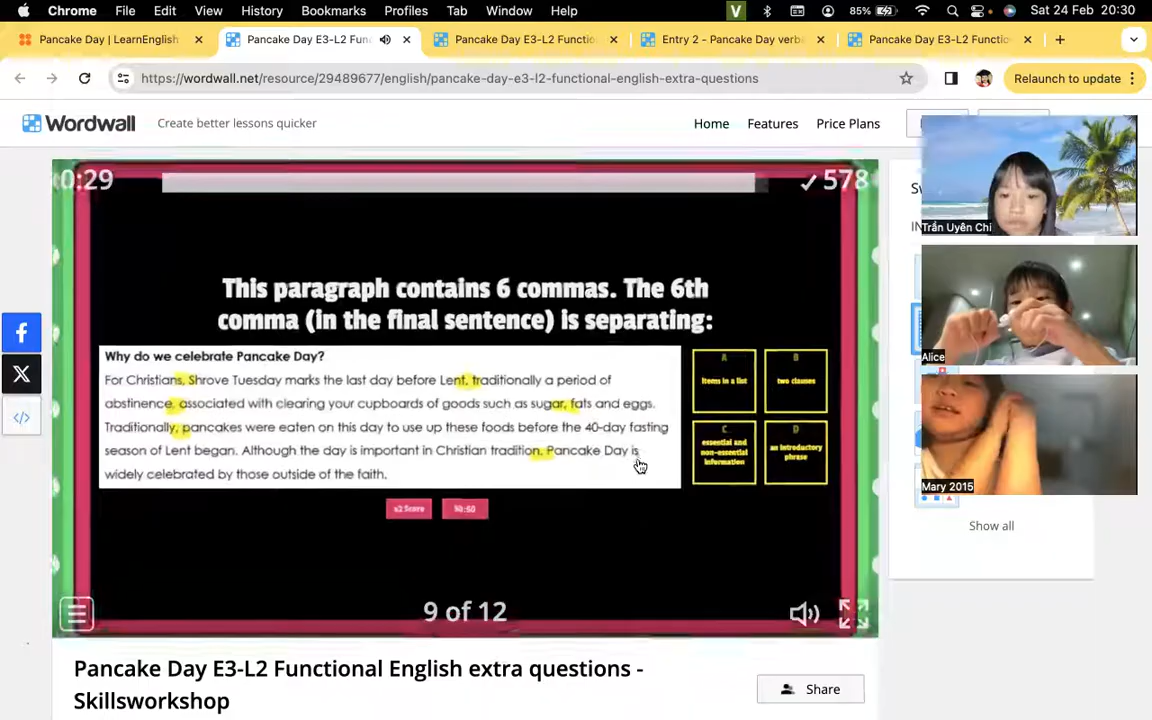 Chrome File Edit View History Bookmarks Profiles Tab Window Help V 85% Sat 24 Feb 20:30
Pancake Day | LearnEnglish Pancake Day E3-L2 Fun Pancake Day E3-L2 Functio Entry 2 - Pancake Day verb Pancake Day E3-L2 Functio
https://wordwall.net/resource/29489677/english/pancake-day-e3-l2-functional-english-extra-questions Relaunch to update
Wordwall Create better lessons quicker Home Features Price Plans
0:29 578
Trần Uyên Chi
This paragraph contains 6 commas. The 6th
comma (in the final sentence) is separating:
Why do we celebrate Pancake Day?
For Christians, Shrove Tuesday marks the last day before Lent, traditionally a period of
abstinence, associated with clearing your cupboards of goods such as sugar, fats and eggs.
Traditionally, pancakes were eaten on this day to use up these foods before the 40-day fasting
season of Lent began. Although the day is important in Christian tradition, Pancake Day is
widely celebrated by those outside of the faith.
A
items in a list
B
two clauses
C
essential and
non-essential
information
D
an introductory
phrase
Alice
Mary 2015
x2 Score 50:50
9 of 12
Show all
Pancake Day E3-L2 Functional English extra questions -
Skillsworkshop
Share